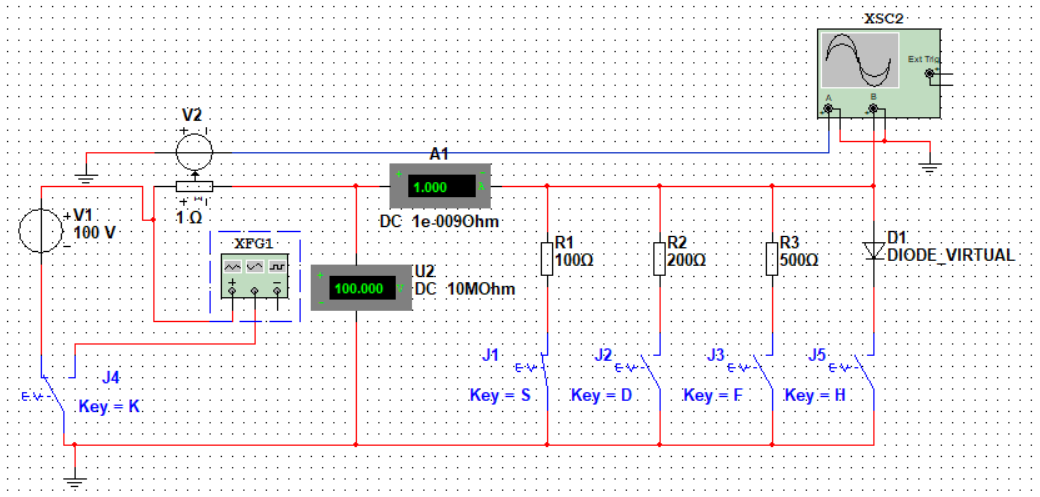 XSC2
Ext Trig
A
B
V2
A1
1.000
A
DC 1e-009Ohm
1 Ω
V1
100 V
XFG1
U2
100.000
V
DC 10MOhm
R1
100Ω
R2
200Ω
R3
500Ω
D1
DIODE_VIRTUAL
J4
Key = K
J1
Key = S
J2
Key = D
J3
Key = F
J5
Key = H